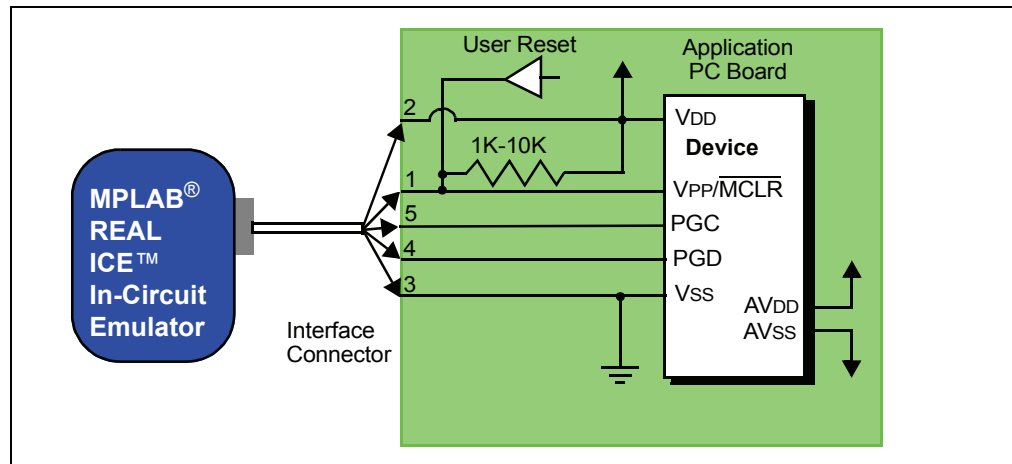 User Reset
Application
PC Board
2
VDD
1K-10K
Device
1
VPP/MCLR
MPLAB®
REAL
ICE™
In-Circuit
Emulator
5
PGC
4
PGD
3
VSS
Interface
Connector
AVDD
AVSS